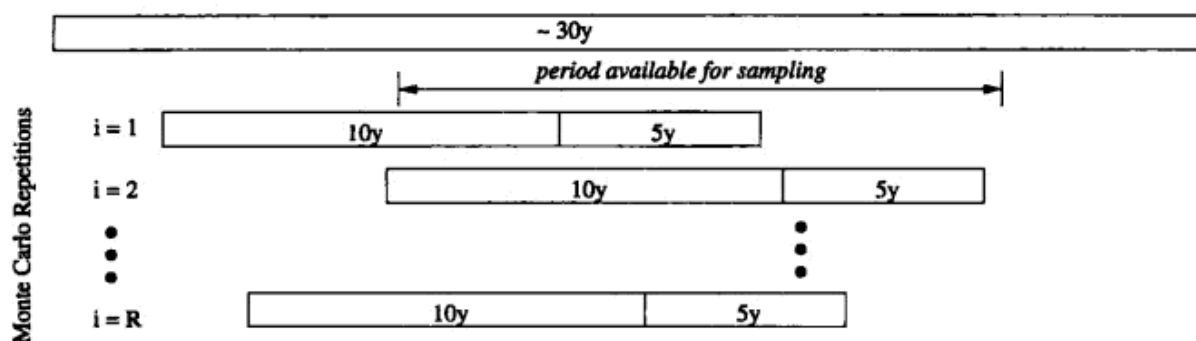 ~ 30y
period available for sampling
Monte Carlo Repetitions
i = 1
10y
5y
i = 2
10y
5y
i = R
10y
5y